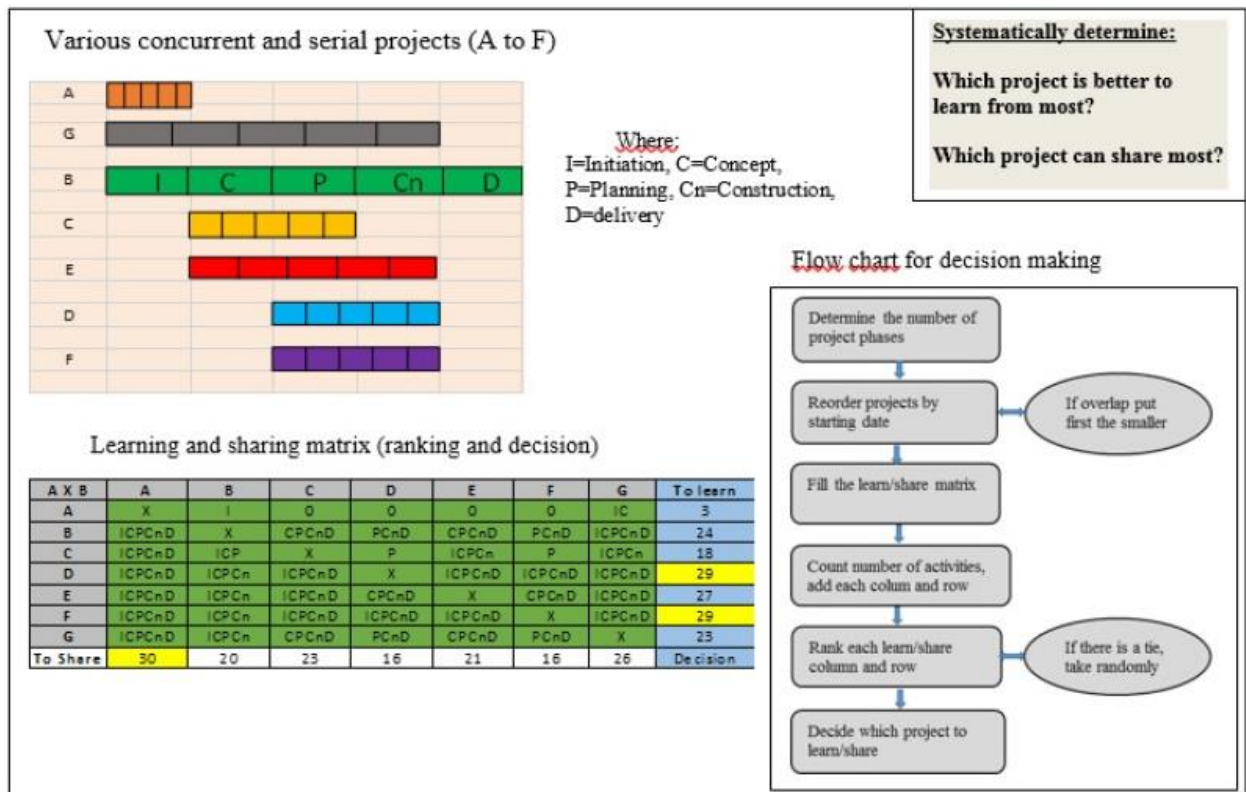 Various concurrent and serial projects (A to F)
A
G
B I C P Cn D
C
E
D
F
Where:
I=Initiation, C=Concept,
P=Planning, Cn=Construction,
D=delivery
Systematically determine:
Which project is better to
learn from most?
Which project can share most?
Learning and sharing matrix (ranking and decision)
A X B A B C D E F G To learn
A X I 0 0 0 0 IC 3
B ICPCnD X CPCnD PCnD CPCnD PCnD ICPCnD 24
C ICPCnD ICP X P ICPCn P ICPCn 18
D ICPCnD ICPCn ICPCnD X ICPCnD ICPCnD ICPCnD 29
E ICPCnD ICPCn ICPCnD CPCnD X CPCnD ICPCnD 27
F ICPCnD ICPCn ICPCnD ICPCnD ICPCnD X ICPCnD 29
G ICPCnD ICPCn CPCnD PCnD CPCnD PCnD X 23
To Share 30 20 23 16 21 16 26 Decision
Flow chart for decision making
Determine the number of
project phases
Reorder projects by
starting date
If overlap put
first the smaller
Fill the learn/share matrix
Count number of activities,
add each colum and row
Rank each learn/share
column and row
If there is a tie,
take randomly
Decide which project to
learn/share